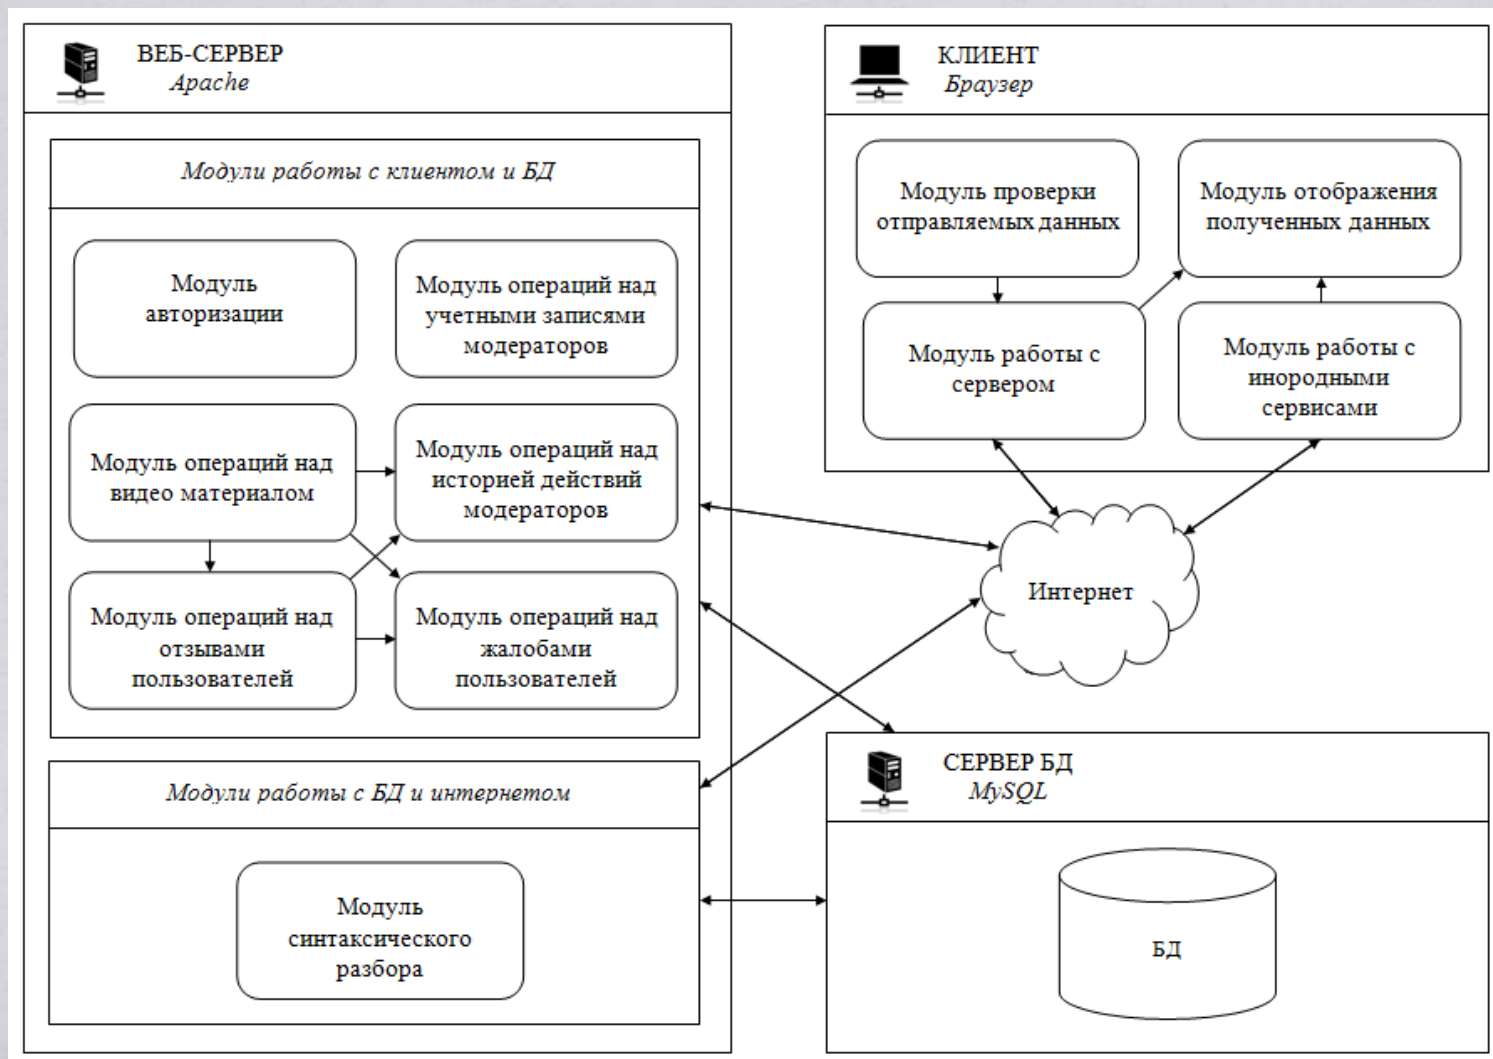 ВЕБ-СЕРВЕР
Apache
Модули работы с клиентом и БД
Модуль
авторизации
Модуль операций над
учетными записями
модераторов
Модуль операций над
видео материалом
Модуль операций над
историей действий
модераторов
Модуль операций над
отзывами
пользователей
Модуль операций над
жалобами
пользователей
Модули работы с БД и интернетом
Модуль
синтаксического
разбора
КЛИЕНТ
Браузер
Модуль проверки
отправляемых данных
Модуль отображения
полученных данных
Модуль работы с
сервером
Модуль работы с
инородными
сервисами
Интернет
СЕРВЕР БД
MySQL
БД